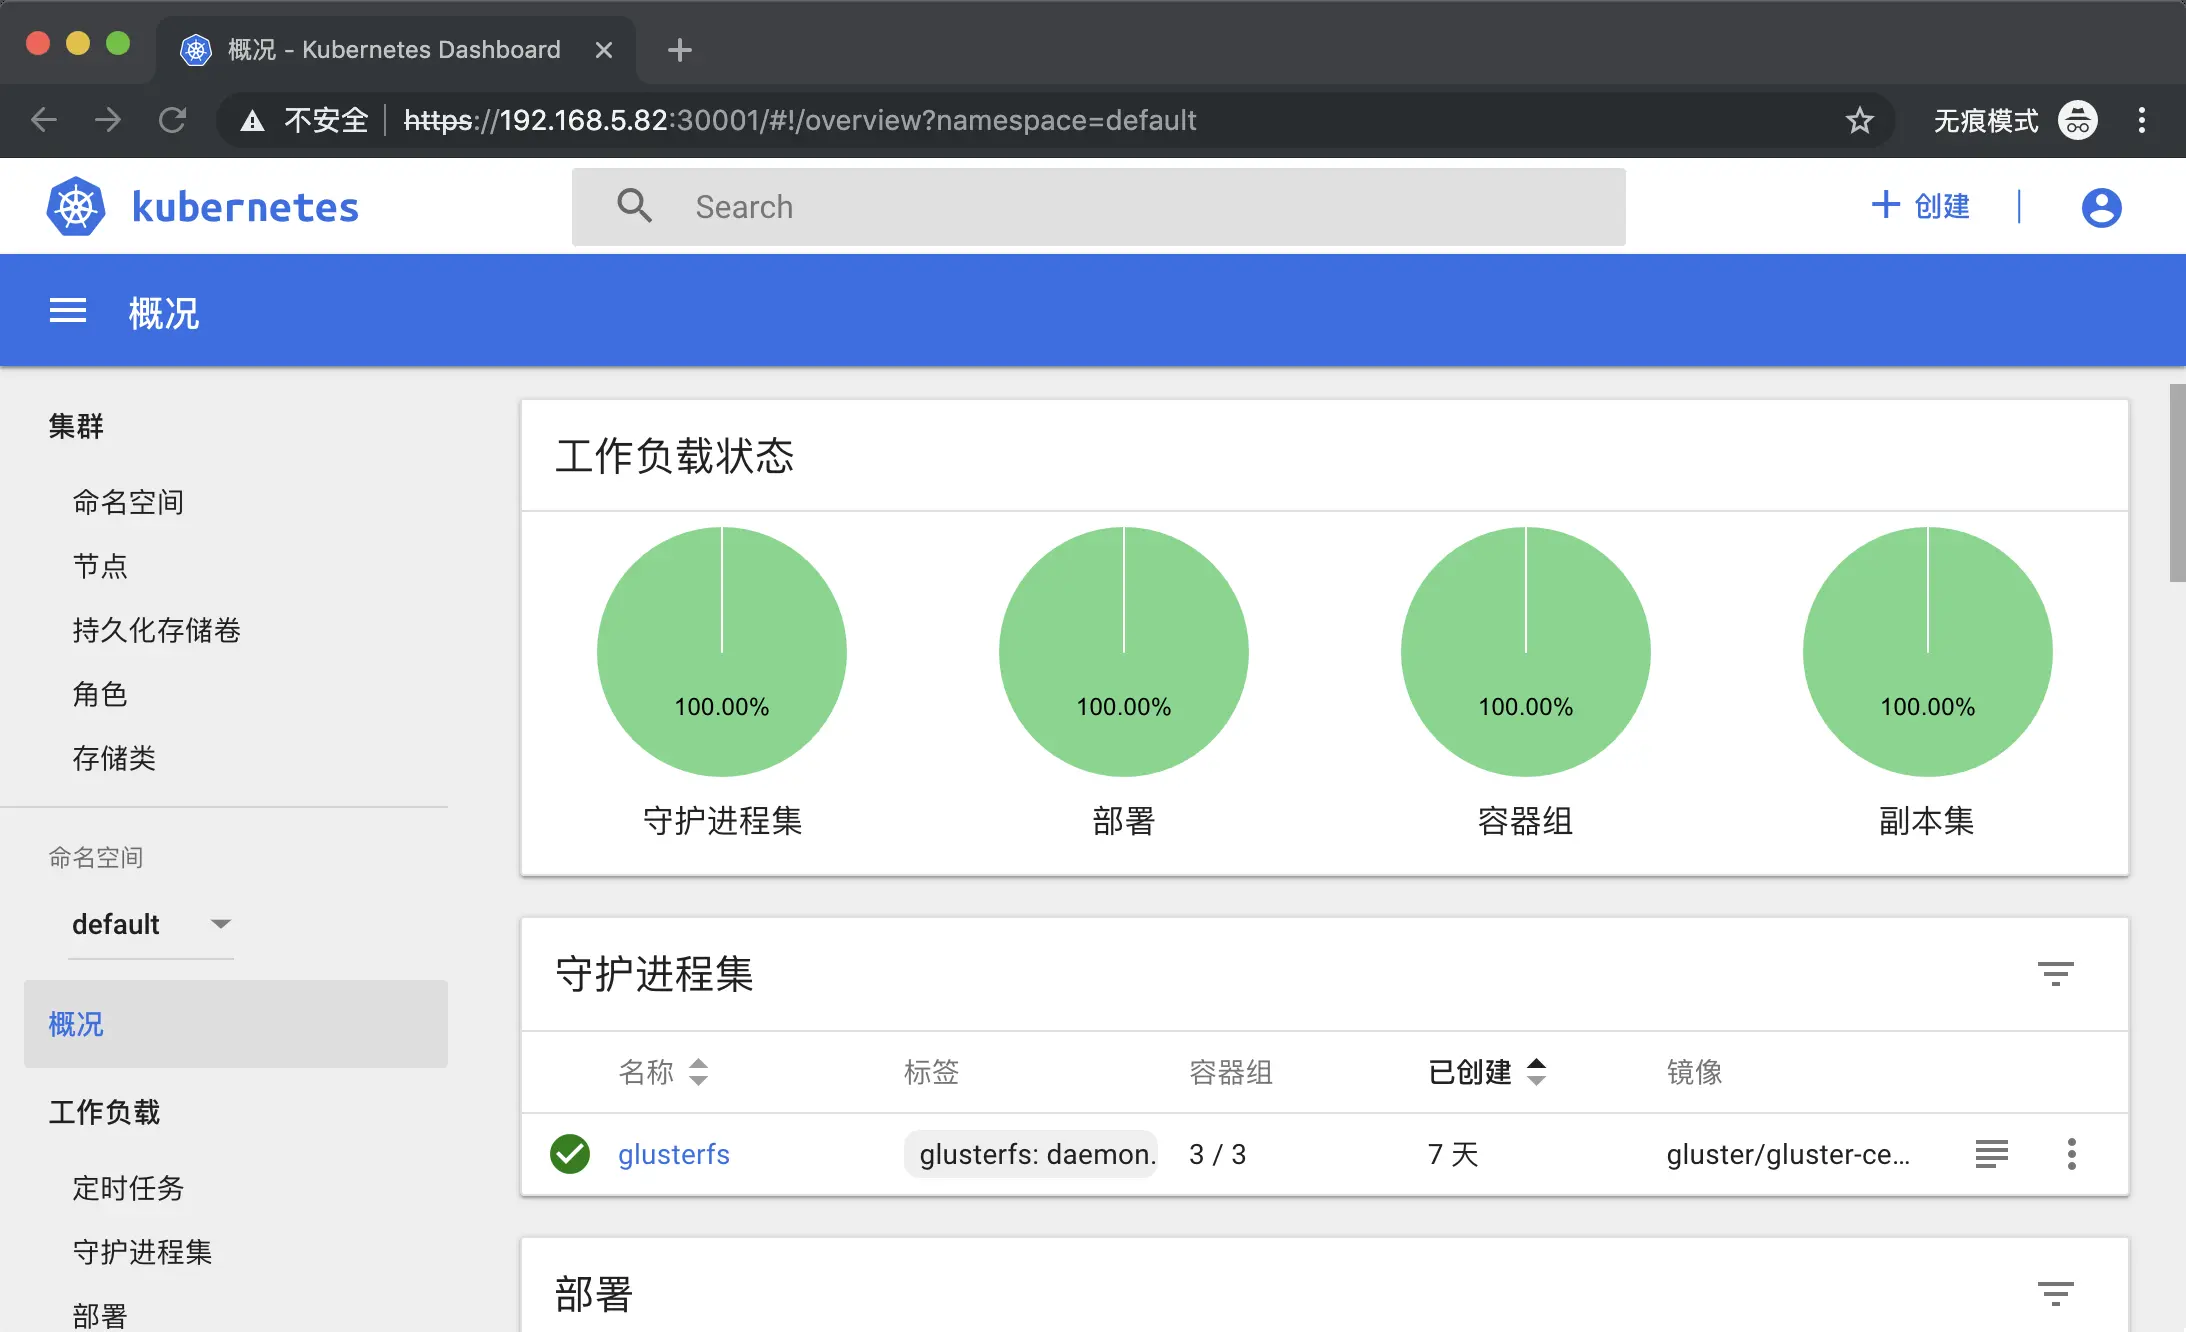 概况 - Kubernetes Dashboard
不安全 https://192.168.5.82:30001/#!/overview?namespace=default 无痕模式
kubernetes Search 创建
概况
集群
命名空间
节点
持久化存储卷
角色
存储类
命名空间
default
概况
工作负载
定时任务
守护进程集
部署
工作负载状态
100.00% 100.00% 100.00% 100.00%
守护进程集 部署 容器组 副本集
守护进程集
名称 标签 容器组 已创建 镜像
glusterfs glusterfs: daemon. 3 / 3 7 天 gluster/gluster-ce...
部署